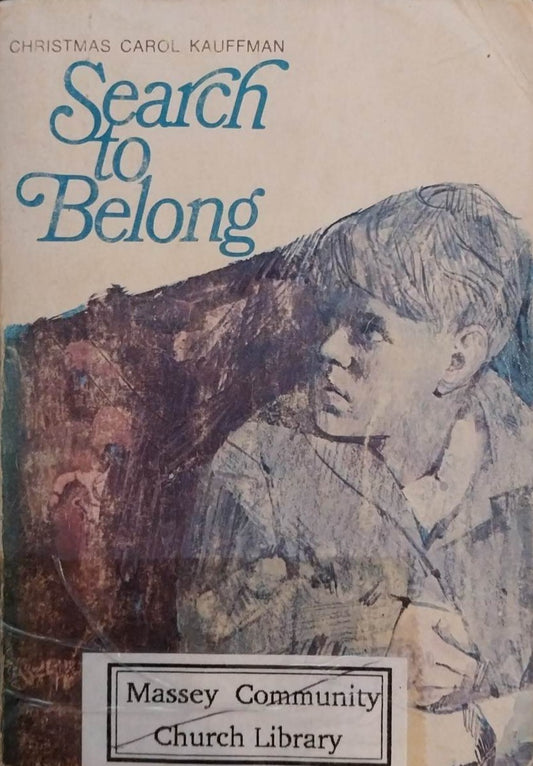 CHRISTMAS CAROL KAUFFMAN
Search
to
Belong
Massey Community
Church Library